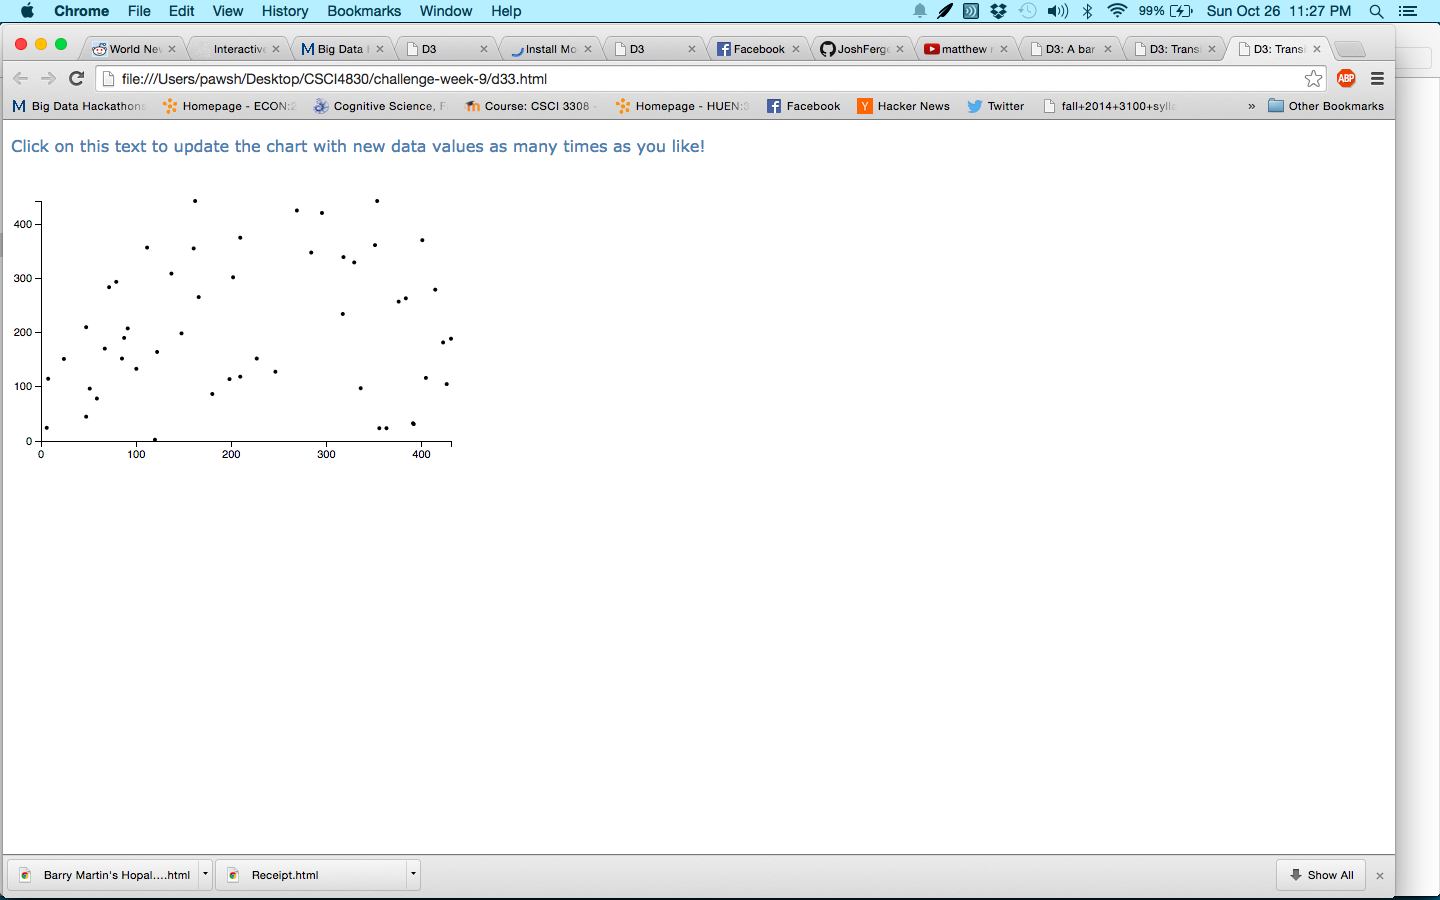 Chrome File Edit View History Bookmarks Window Help 99% Sun Oct 26 11:27 PM
World Nev Interactive Big Data D3 Install Mo D3 Facebook JoshFerg matthew D3: A bar D3: Trans D3: Trans
file:///Users/pawsh/Desktop/CSCI4830/challenge-week-9/d33.html ABP
Big Data Hackathons Homepage - ECON:2 Cognitive Science, F Course: CSCI 3308 - Homepage - HUEN:3 Facebook Hacker News Twitter fall+2014+3100+sylla » Other Bookmarks
Click on this text to update the chart with new data values as many times as you like!
400
300
200
100
0
0 100 200 300 400
Barry Martin's Hopal....html Receipt.html Show All